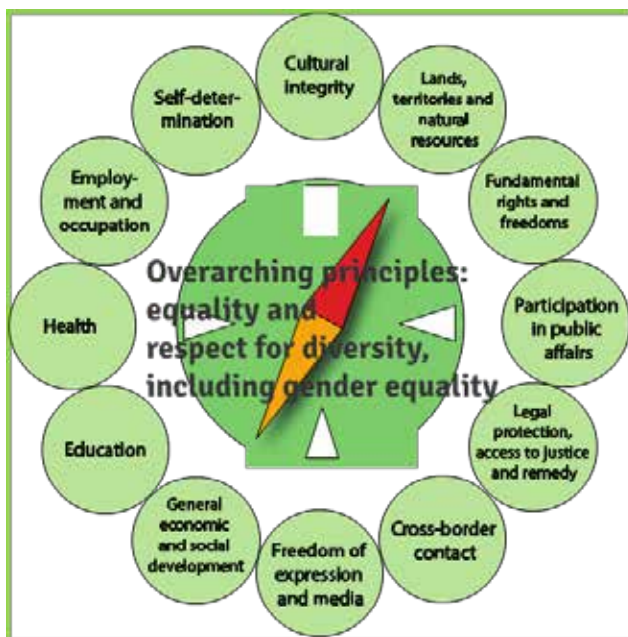 Cultural
integrity
Lands,
territories and
natural
resources
Fundamental
rights and
freedoms
Participation
in public
affairs
Legal
protection,
access to justice
and remedy
Cross-border
contact
Freedom of
expression
and media
General
economic
and social
development
Education
Health
Employ-
ment and
occupation
Self-deter-
mination
Overarching principles:
equality and
respect for diversity,
including gender equality